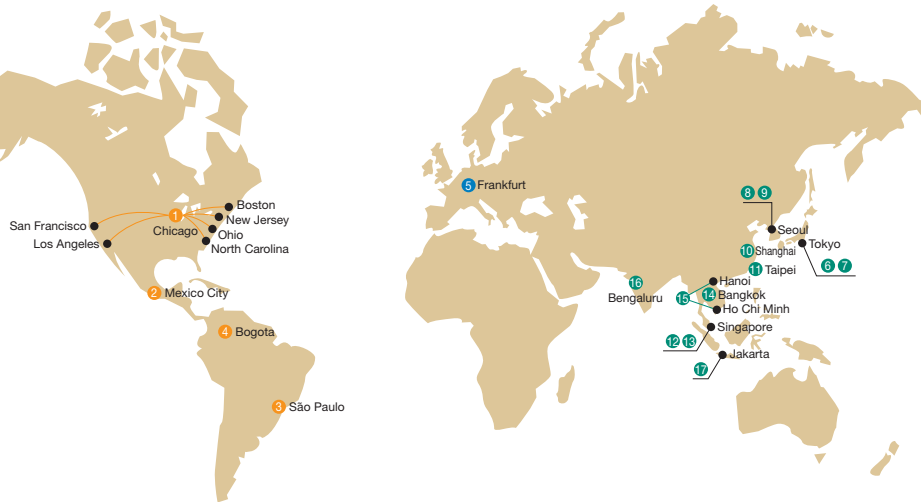 Boston
1
New Jersey
San Francisco
Chicago
Ohio
Los Angeles
North Carolina
2 Mexico City
4 Bogota
3 São Paulo
5 Frankfurt
8 9
Seoul
10 Shanghai
Tokyo
6 7
11 Taipei
16
Bengaluru
Hanoi
15
14 Bangkok
Ho Chi Minh
Singapore
12 13
Jakarta
17